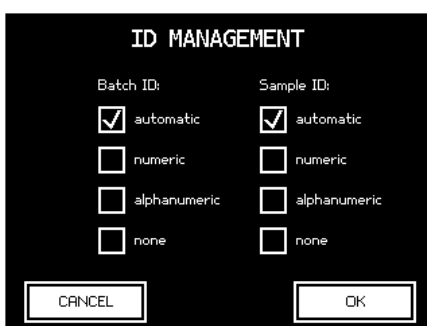 ID MANAGEMENT
Batch ID: Sample ID:
automatic automatic
numeric numeric
alphanumeric alphanumeric
none none
CANCEL OK